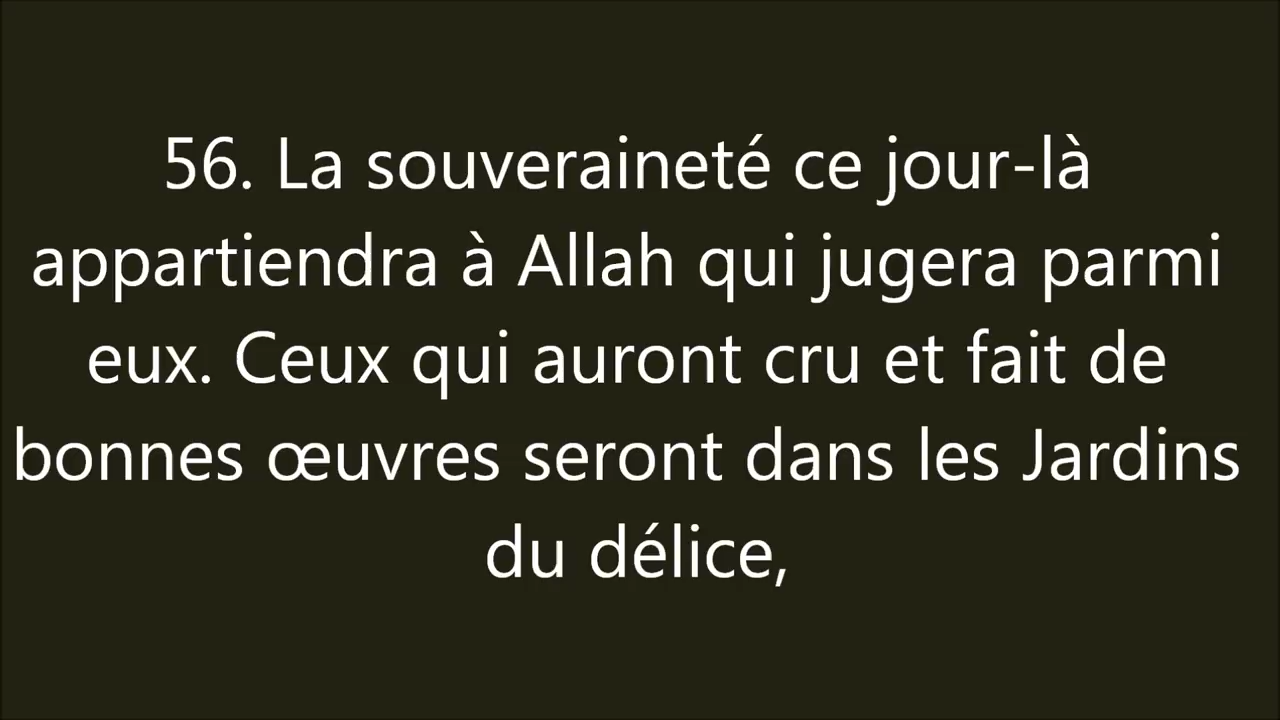 56. La souveraineté ce jour-là
appartiendra à Allah qui jugera parmi
eux. Ceux qui auront cru et fait de
bonnes œuvres seront dans les Jardins
du délice,